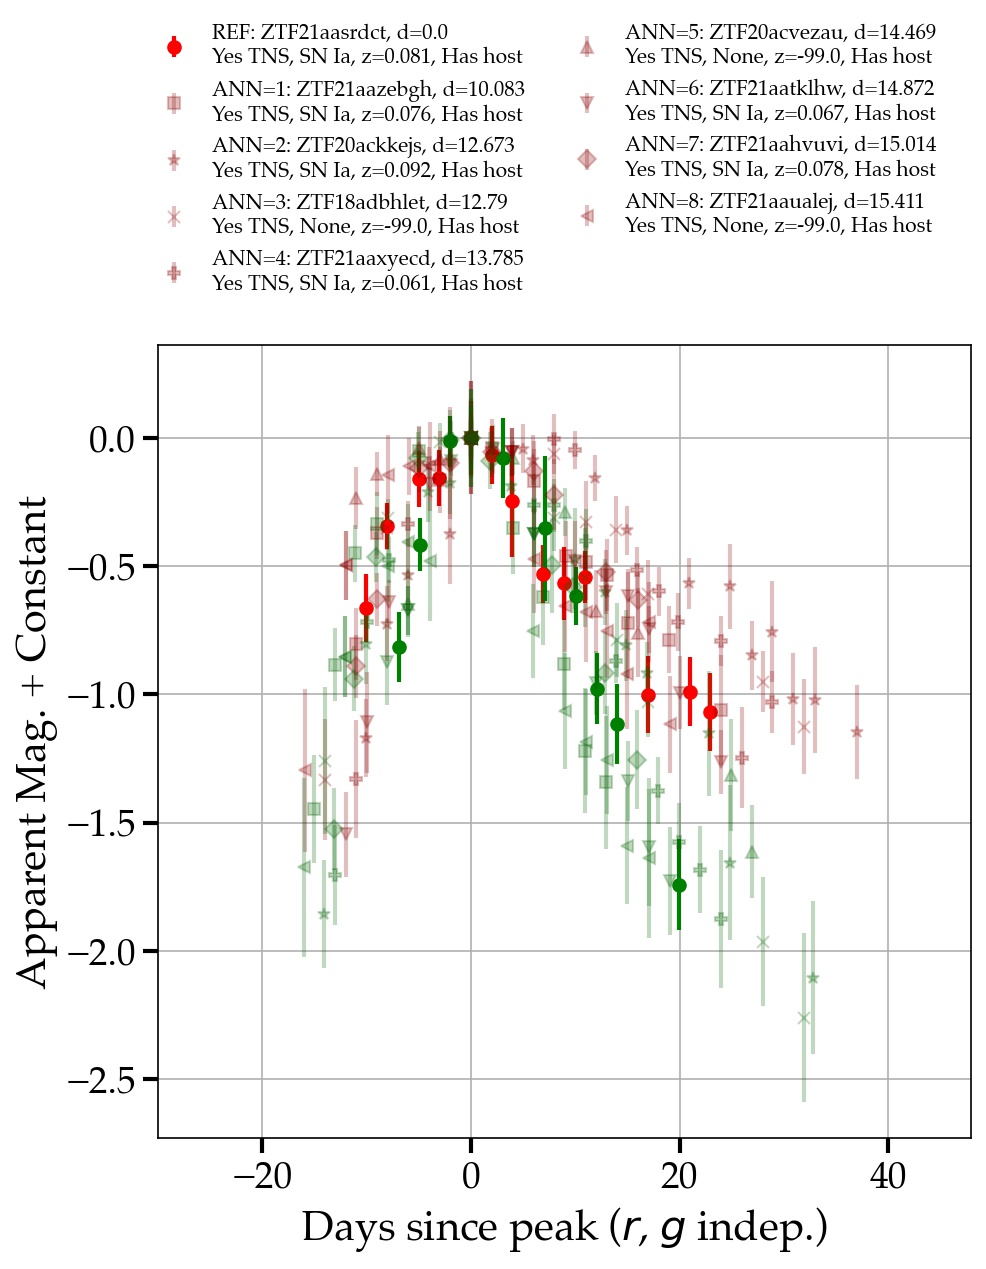 REF: ZTF21aasrdct, d=0.0
Yes TNS, SN Ia, z=0.081, Has host
ANN=1: ZTF21aazebgh, d=10.083
Yes TNS, SN Ia, z=0.076, Has host
ANN=2: ZTF20ackkejs, d=12.673
Yes TNS, SN Ia, z=0.092, Has host
ANN=3: ZTF18adbhlet, d=12.79
Yes TNS, None, z=-99.0, Has host
ANN=4: ZTF21aaxyecd, d=13.785
Yes TNS, SN Ia, z=0.061, Has host
ANN=5: ZTF20acvezau, d=14.469
Yes TNS, None, z=-99.0, Has host
ANN=6: ZTF21aatklhw, d=14.872
Yes TNS, SN Ia, z=0.067, Has host
ANN=7: ZTF21aahvuvi, d=15.014
Yes TNS, SN Ia, z=0.078, Has host
ANN=8: ZTF21aaualej, d=15.411
Yes TNS, None, z=-99.0, Has host
Apparent Mag. + Constant
0.0
−0.5
−1.0
−1.5
−2.0
−2.5
−20
0
20
40
Days since peak (r, g indep.)